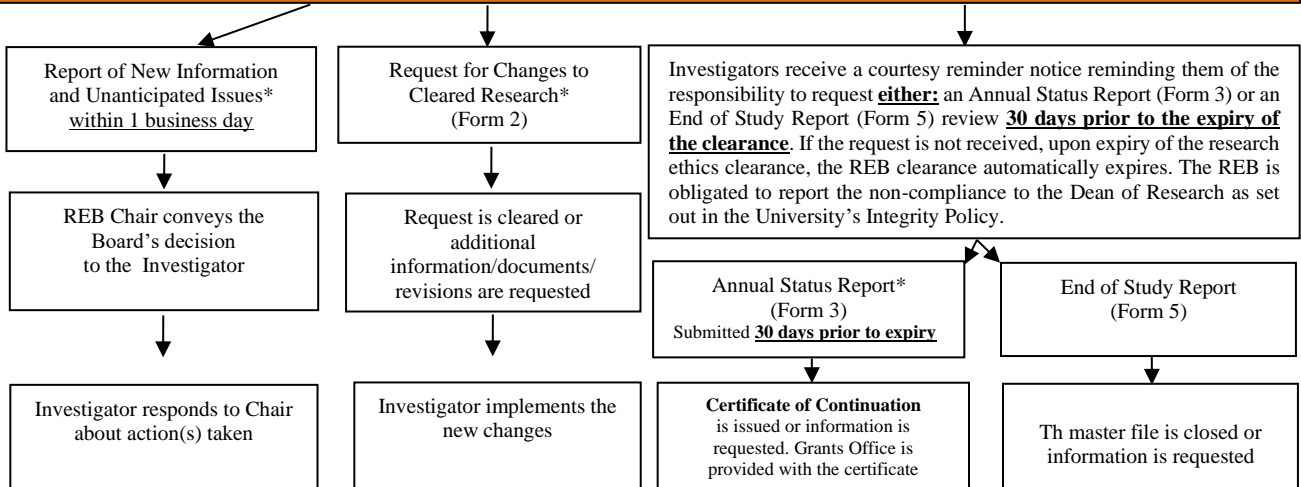 Report of New Information
and Unanticipated Issues*
within 1 business day
REB Chair conveys the
Board's decision
to the Investigator
Investigator responds to Chair
about action(s) taken
Request for Changes to
Cleared Research*
(Form 2)
Request is cleared or
additional
information/documents/
revisions are requested
Investigator implements the
new changes
Investigators receive a courtesy reminder notice reminding them of the
responsibility to request either: an Annual Status Report (Form 3) or an
End of Study Report (Form 5) review 30 days prior to the expiry of
the clearance. If the request is not received, upon expiry of the research
ethics clearance, the REB clearance automatically expires. The REB is
obligated to report the non-compliance to the Dean of Research as set
out in the University's Integrity Policy.
Annual Status Report*
(Form 3)
Submitted 30 days prior to expiry
Certificate of Continuation
is issued or information is
requested. Grants Office is
provided with the certificate
End of Study Report
(Form 5)
Th master file is closed or
information is requested